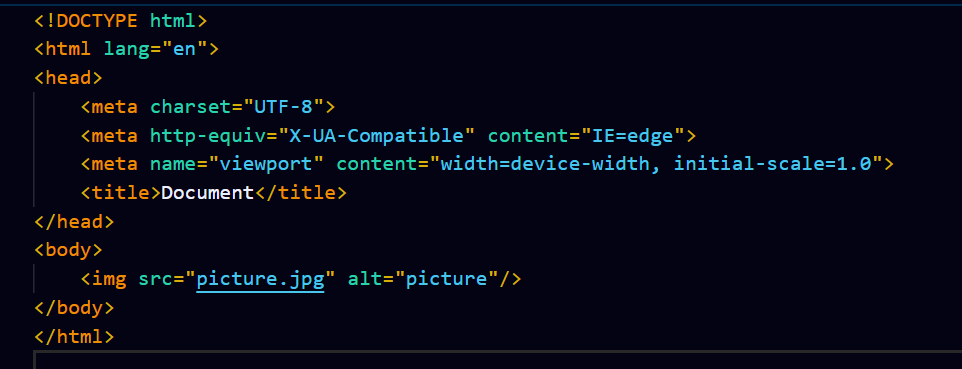 <!DOCTYPE html>
<html lang="en">
<head>
    <meta charset="UTF-8">
    <meta http-equiv="X-UA-Compatible" content="IE=edge">
    <meta name="viewport" content="width=device-width, initial-scale=1.0">
    <title>Document</title>
</head>
<body>
    <img src="picture.jpg" alt="picture"/>
</body>
</html>